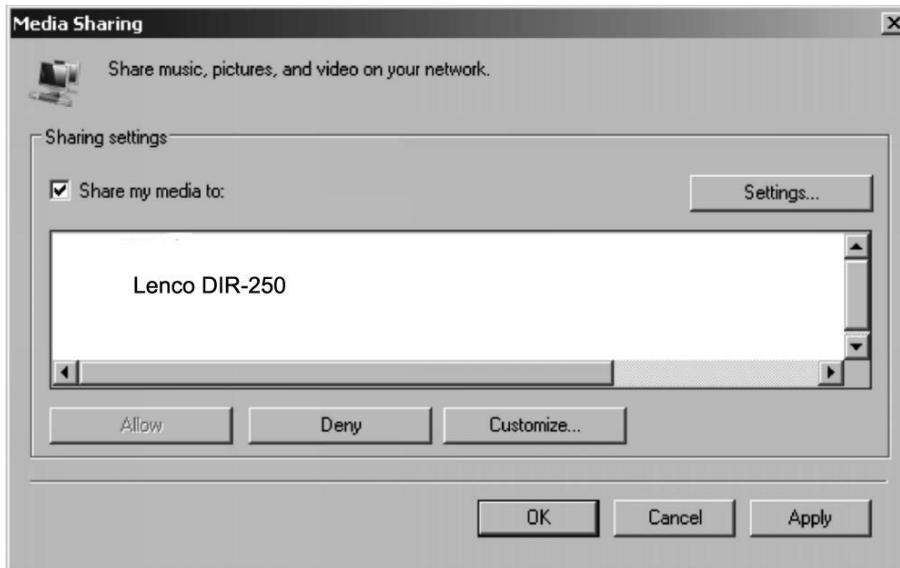 Media Sharing
Share music, pictures, and video on your network.
Sharing settings
Share my media to:
Settings...
Lenco DIR-250
Allow
Deny
Customize...
OK
Cancel
Apply